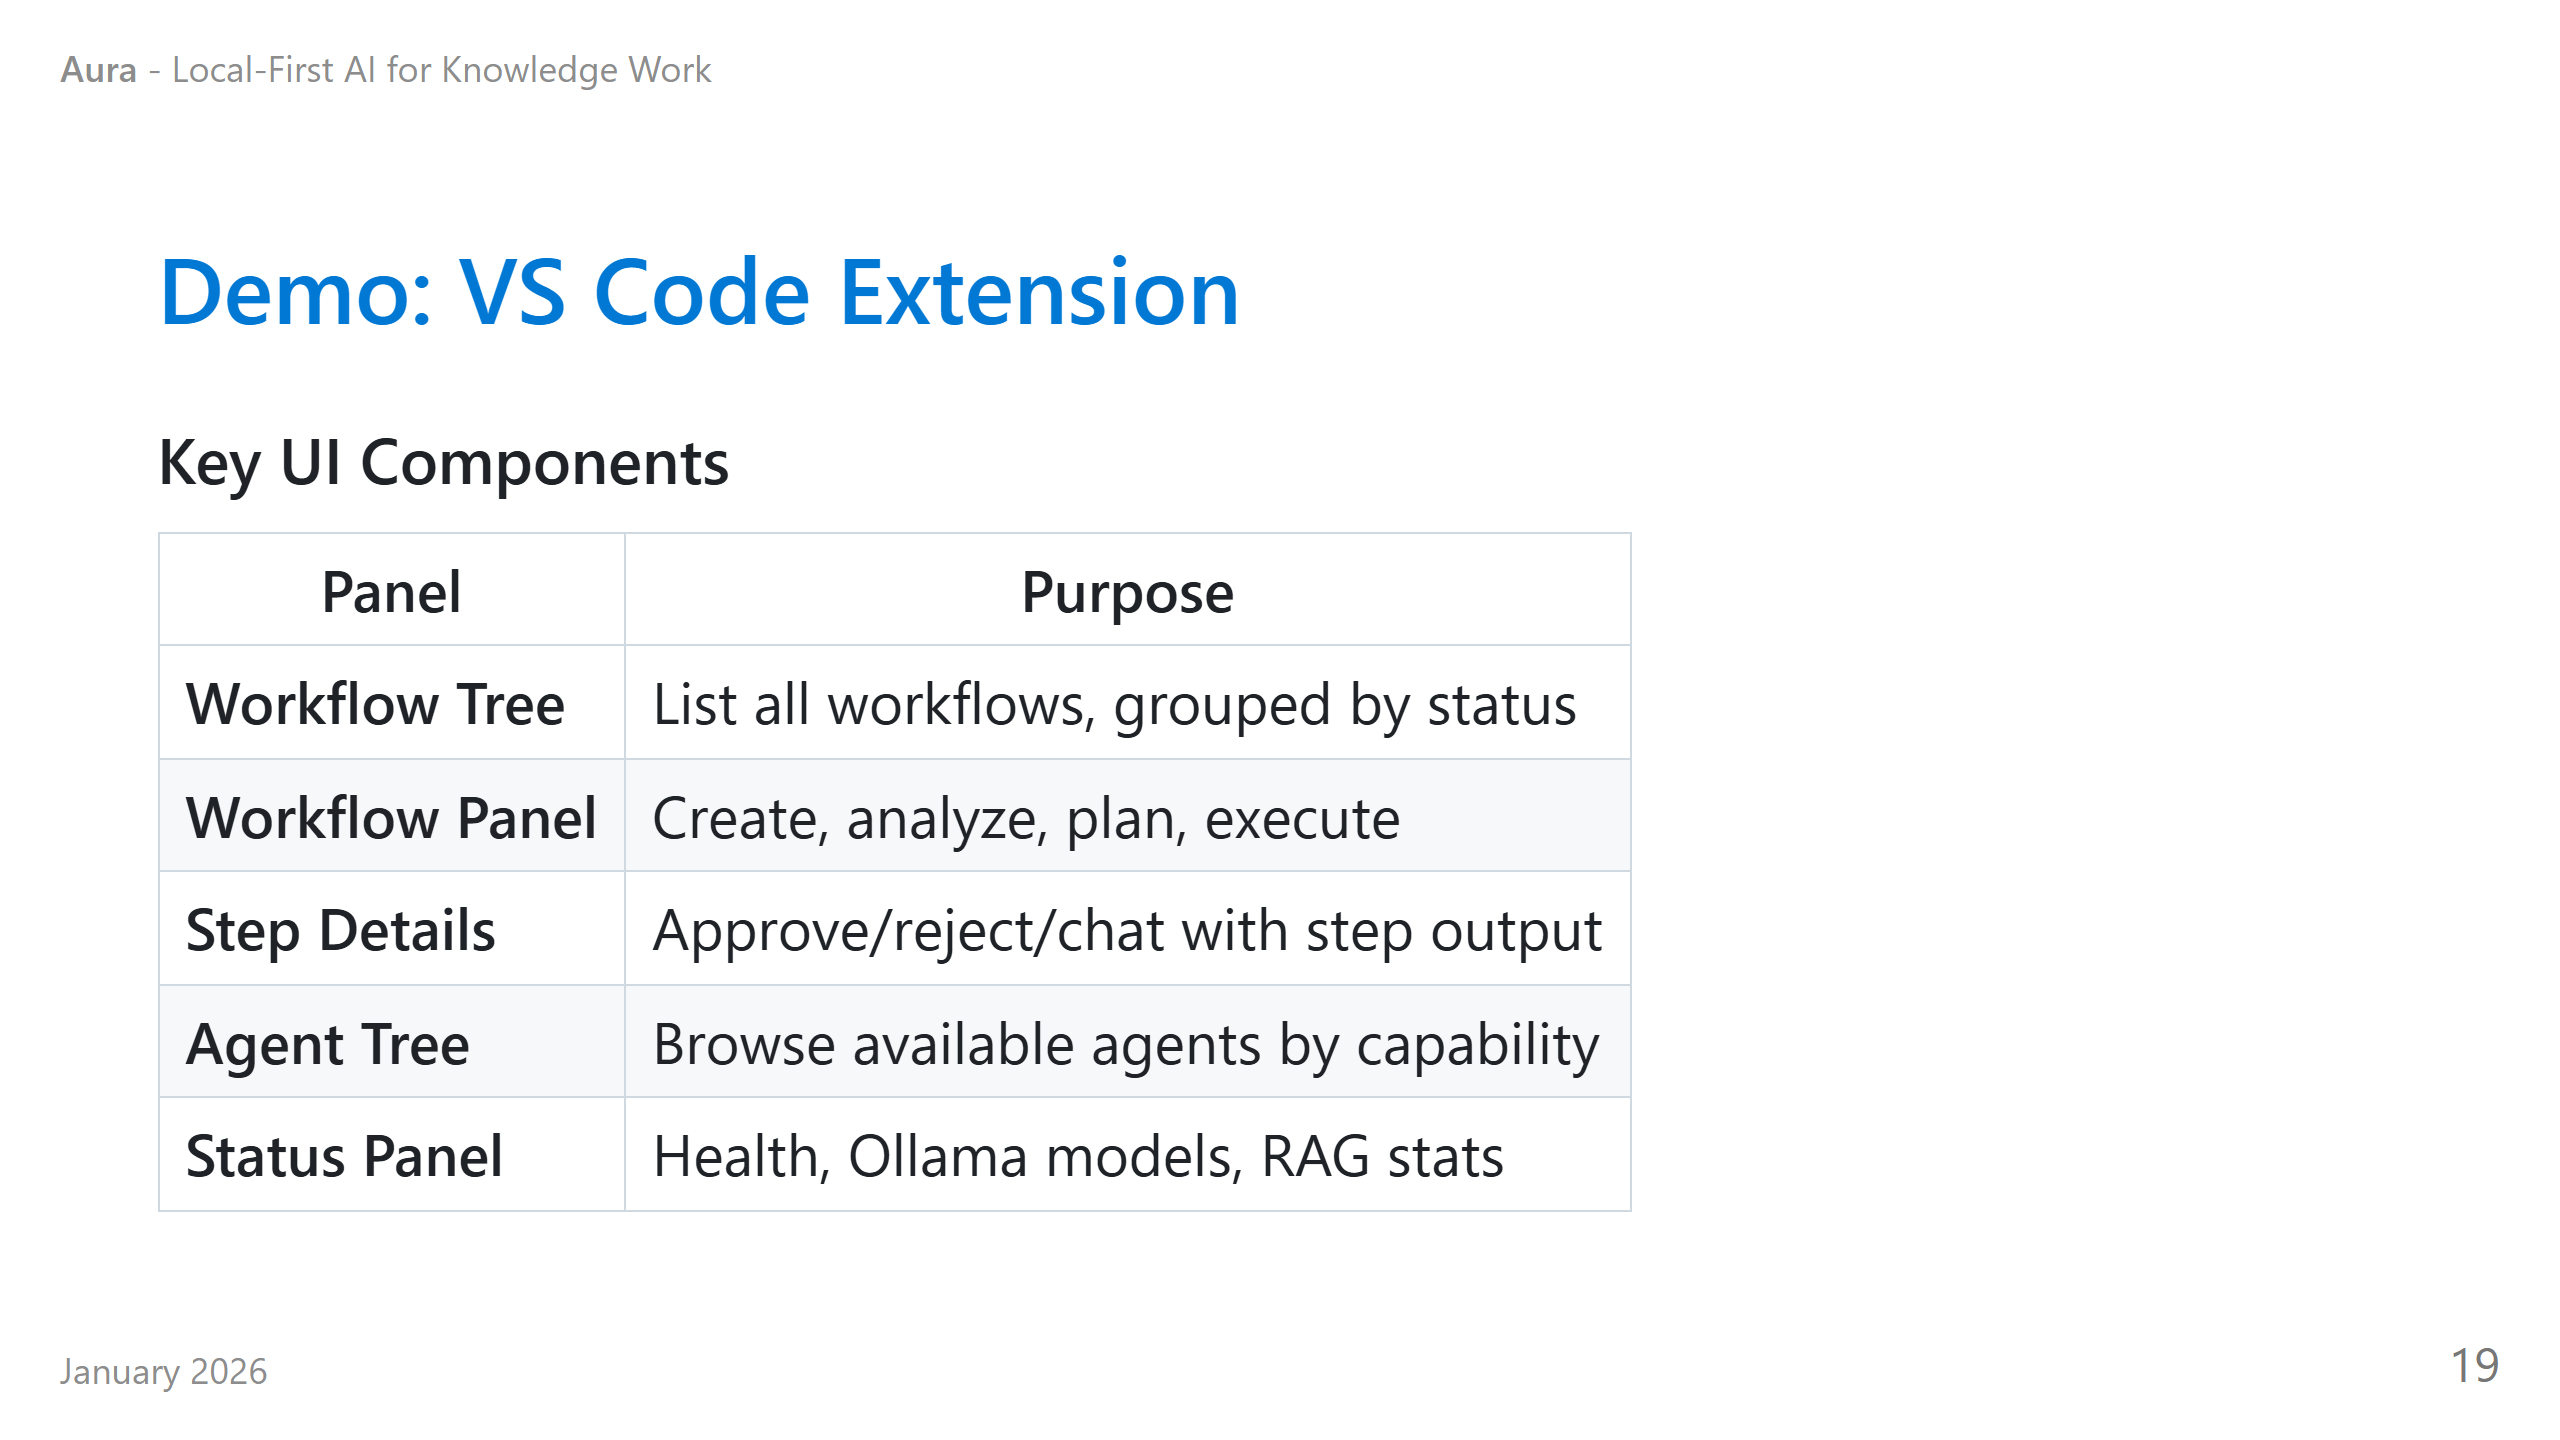 Aura - Local-First AI for Knowledge Work
Demo: VS Code Extension
Key UI Components
Panel Purpose
Workflow Tree List all workflows, grouped by status
Workflow Panel Create, analyze, plan, execute
Step Details Approve/reject/chat with step output
Agent Tree Browse available agents by capability
Status Panel Health, Ollama models, RAG stats
January 2026
19